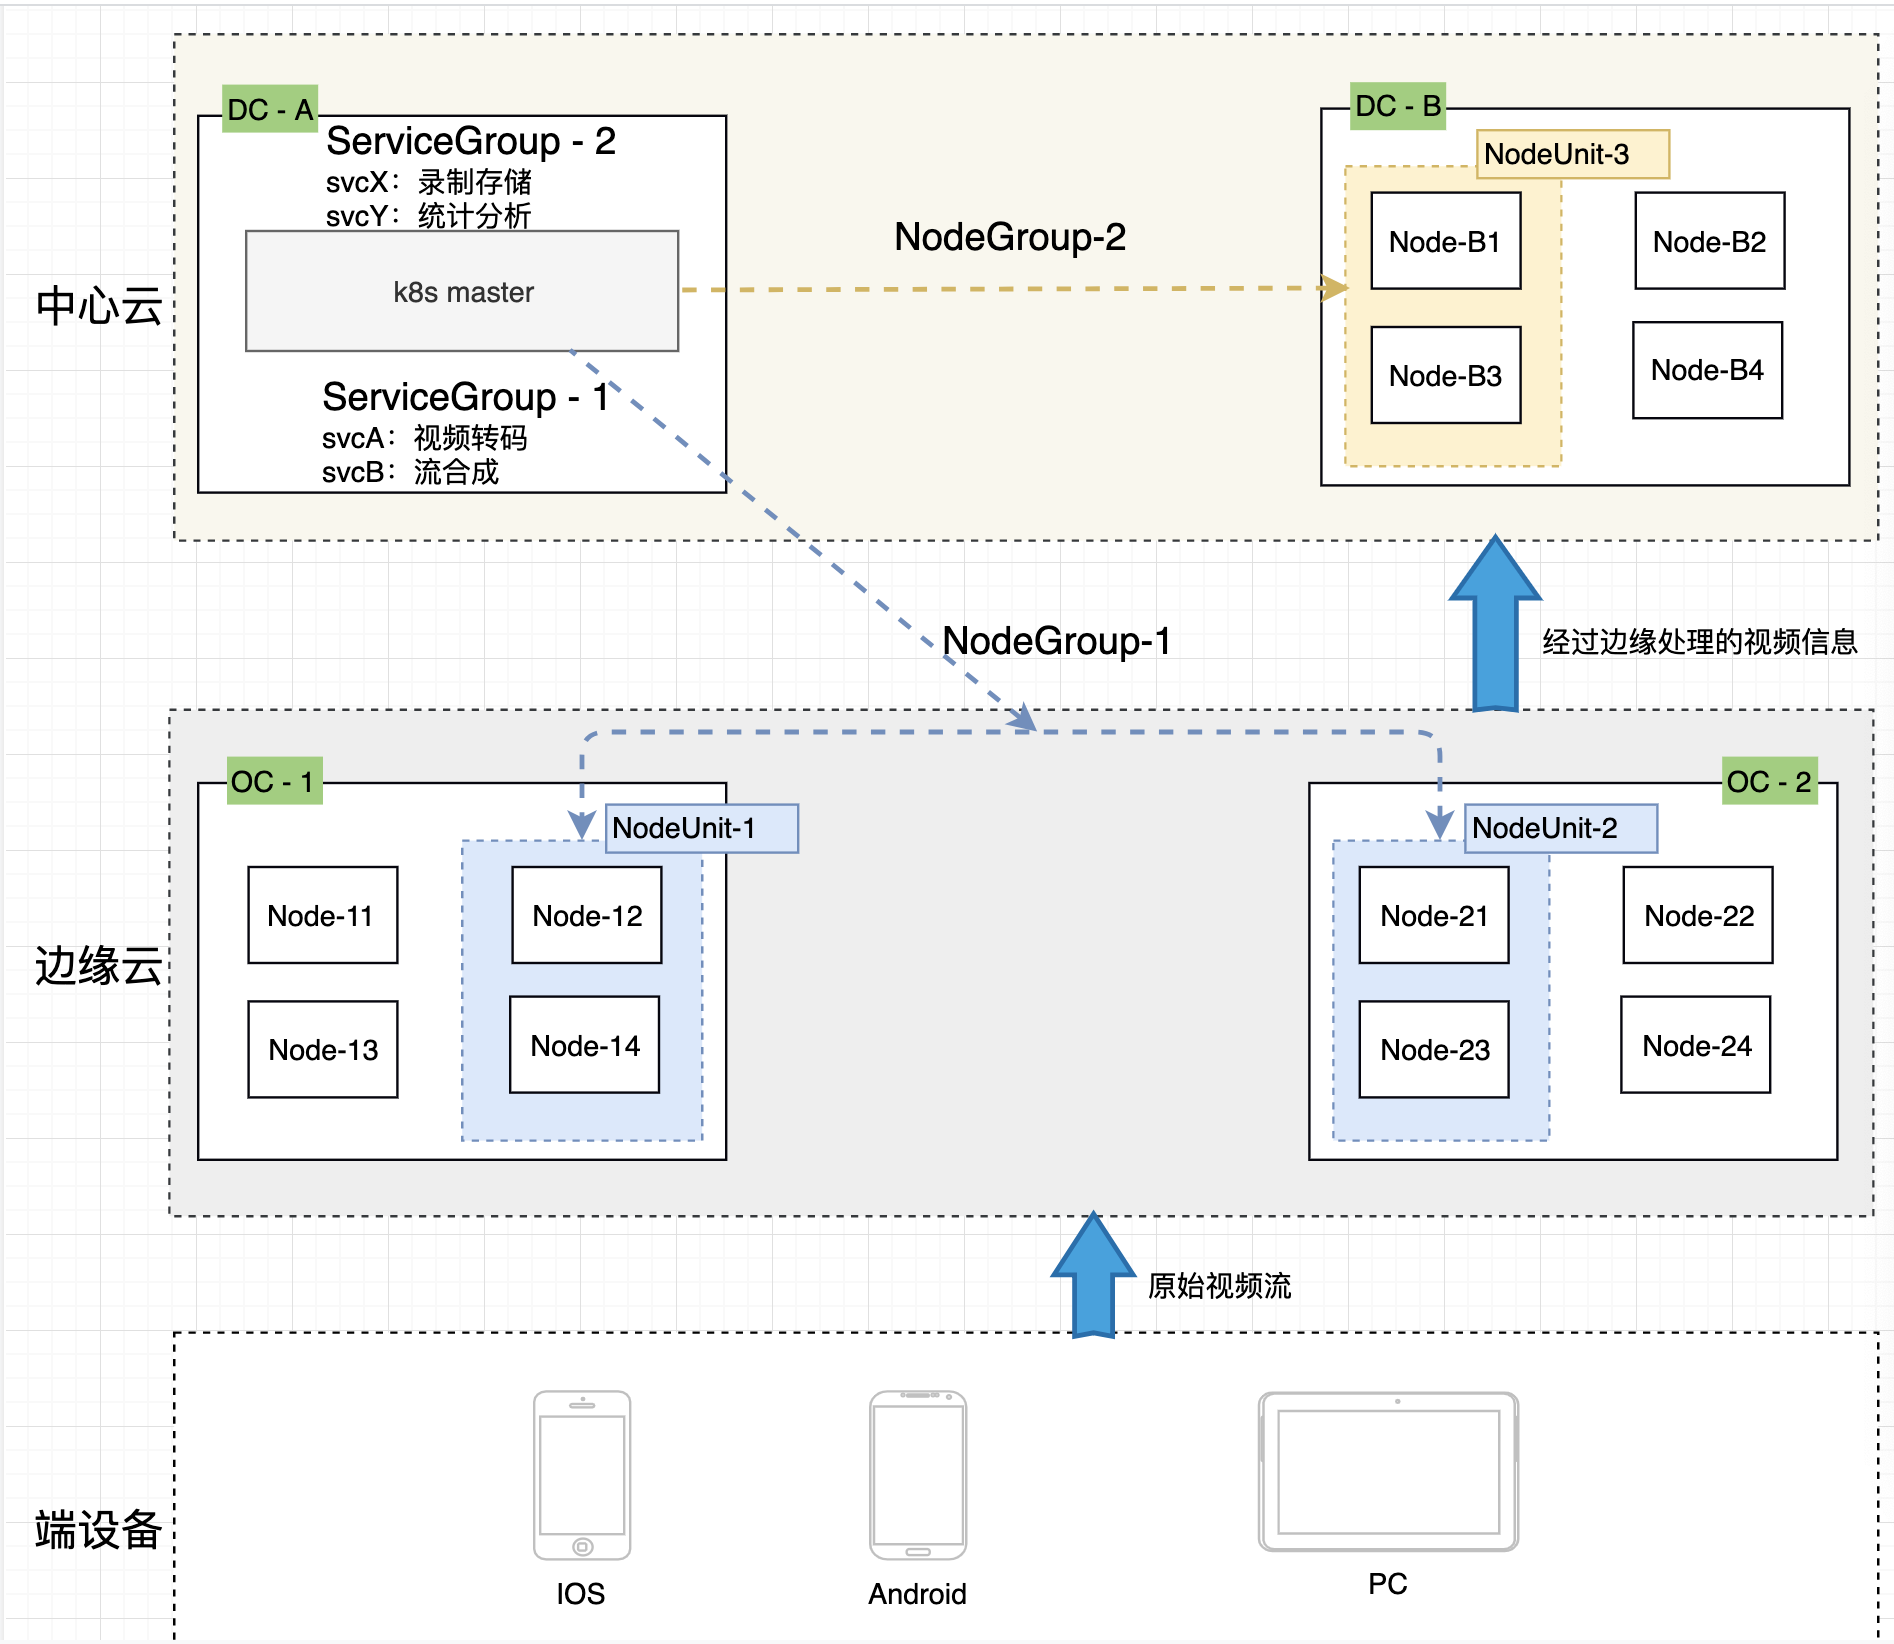 中心云
DC - A
ServiceGroup - 2
svcX：录制存储
svcY：统计分析
k8s master
ServiceGroup - 1
svcA：视频转码
svcB：流合成
NodeGroup-2
DC - B
NodeUnit-3
Node-B1
Node-B2
Node-B3
Node-B4
NodeGroup-1
经过边缘处理的视频信息
边缘云
OC - 1
NodeUnit-1
Node-11
Node-12
Node-13
Node-14
OC - 2
NodeUnit-2
Node-21
Node-22
Node-23
Node-24
原始视频流
端设备
IOS
Android
PC